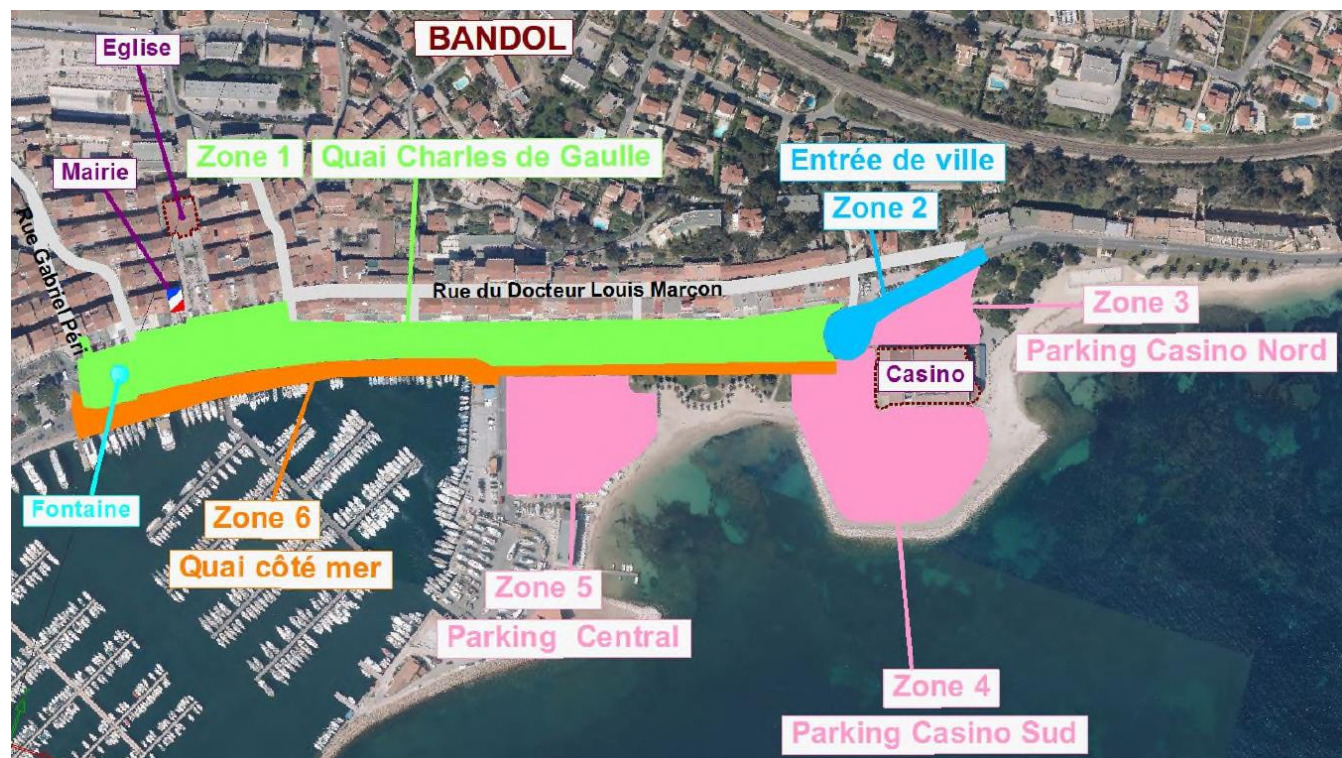 BANDOL
Eglise
Zone 1
Quai Charles de Gaulle
Entrée de ville
Mairie
Zone 2
Rue Gabriel Péri
Rue du Docteur Louis Marçon
Zone 3
Parking Casino Nord
Casino
Fontaine
Zone 6
Quai côté mer
Zone 5
Parking Central
Zone 4
Parking Casino Sud